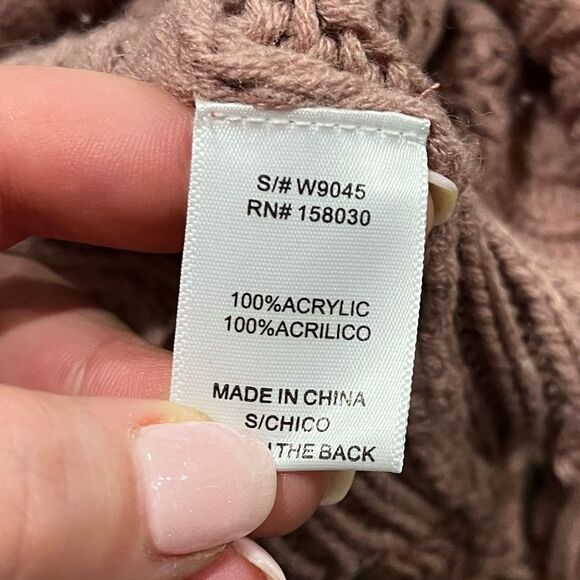 S/# W9045
RN# 158030
100%ACRYLIC
100%ACRILICO
MADE IN CHINA
S/CHICO
THE BACK